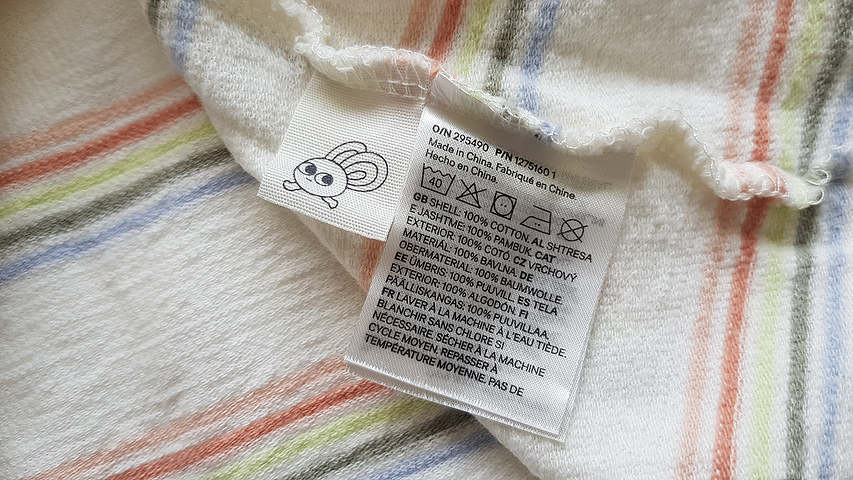 O/N 295490 P/N 1275160 1
Made in China. Fabriqué en Chine.
Hecho en China.
40
GB SHELL: 100% COTTON. AL SHTRESA
E JASHTME: 100% PAMBUK. CAT
EXTERIOR: 100% COTÓ. CZ VRCHOVÝ
MATERIÁL: 100% BAVLNA. DE
OBERMATERIAL: 100% BAUMWOLLE.
EE ÜMBRIS: 100% PUUVILL. ES TELA
EXTERIOR: 100% ALGODÓN. FI
PÄÄLLISKANGAS: 100% PUUVILLAA.
FR LAVER À LA MACHINE À L'EAU TIÈDE.
BLANCHIR SANS CHLORE SI
NÉCESSAIRE. SÉCHER À LA MACHINE
CYCLE MOYEN. REPASSER À
TEMPÉRATURE MOYENNE. PAS DE